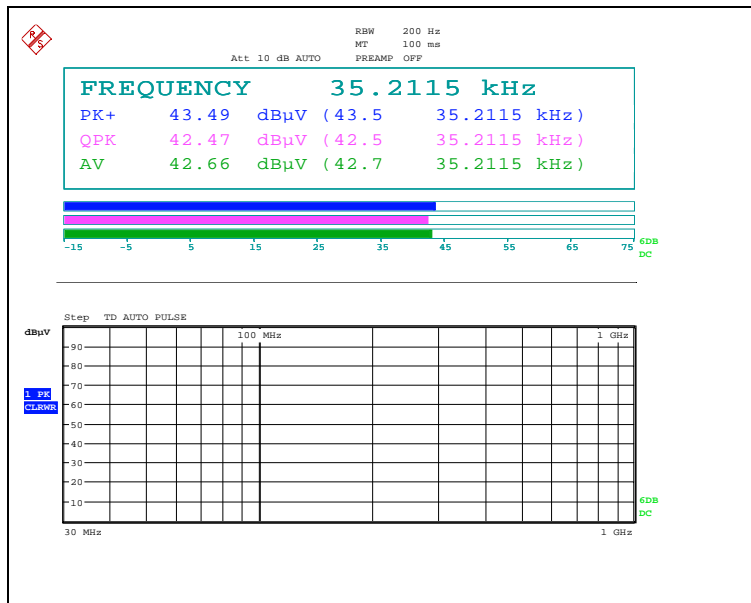 R
S
RBW 200 Hz
MT 100 ms
Att 10 dB AUTO PREAMP OFF
FREQUENCY 35.2115 kHz
PK+ 43.49 dBµV (43.5 35.2115 kHz)
QPK 42.47 dBµV (42.5 35.2115 kHz)
AV 42.66 dBµV (42.7 35.2115 kHz)
-15 -5 5 15 25 35 45 55 65 75
6DB
DC
Step TD AUTO PULSE
dBµV
100 MHz 1 GHz
90
80
70
1 PK
CLRWR
60
50
40
30
20
10
6DB
DC
30 MHz 1 GHz